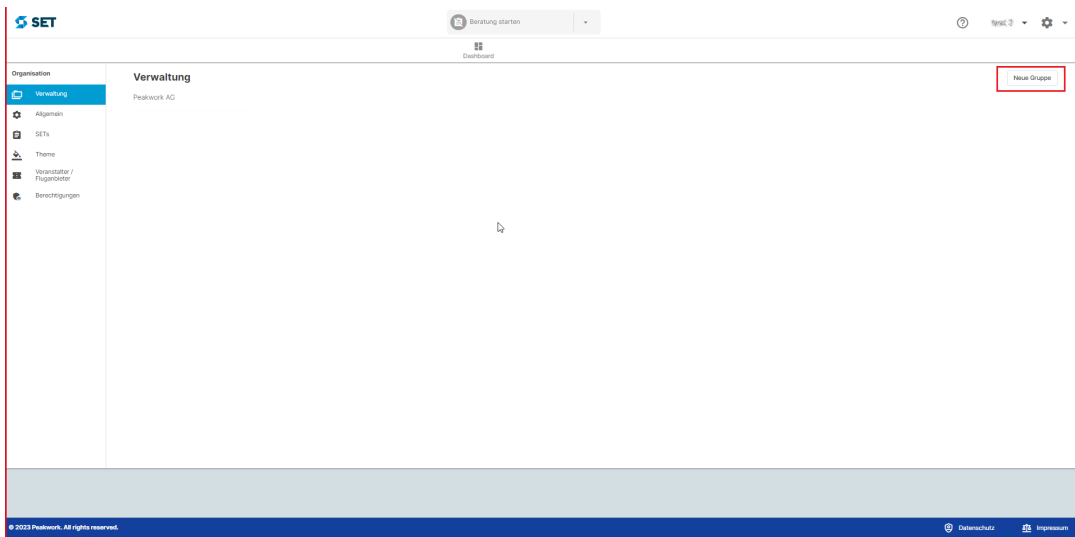 SET
Beratung starten
Dashboard
Organisation
Verwaltung
Allgemein
SETs
Theme
Veranstalter /
Fluganbieter
Berechtigungen
Verwaltung
Neue Gruppe
Peakwork AG
© 2023 Peakwork. All rights reserved.
Datenschutz
Impressum